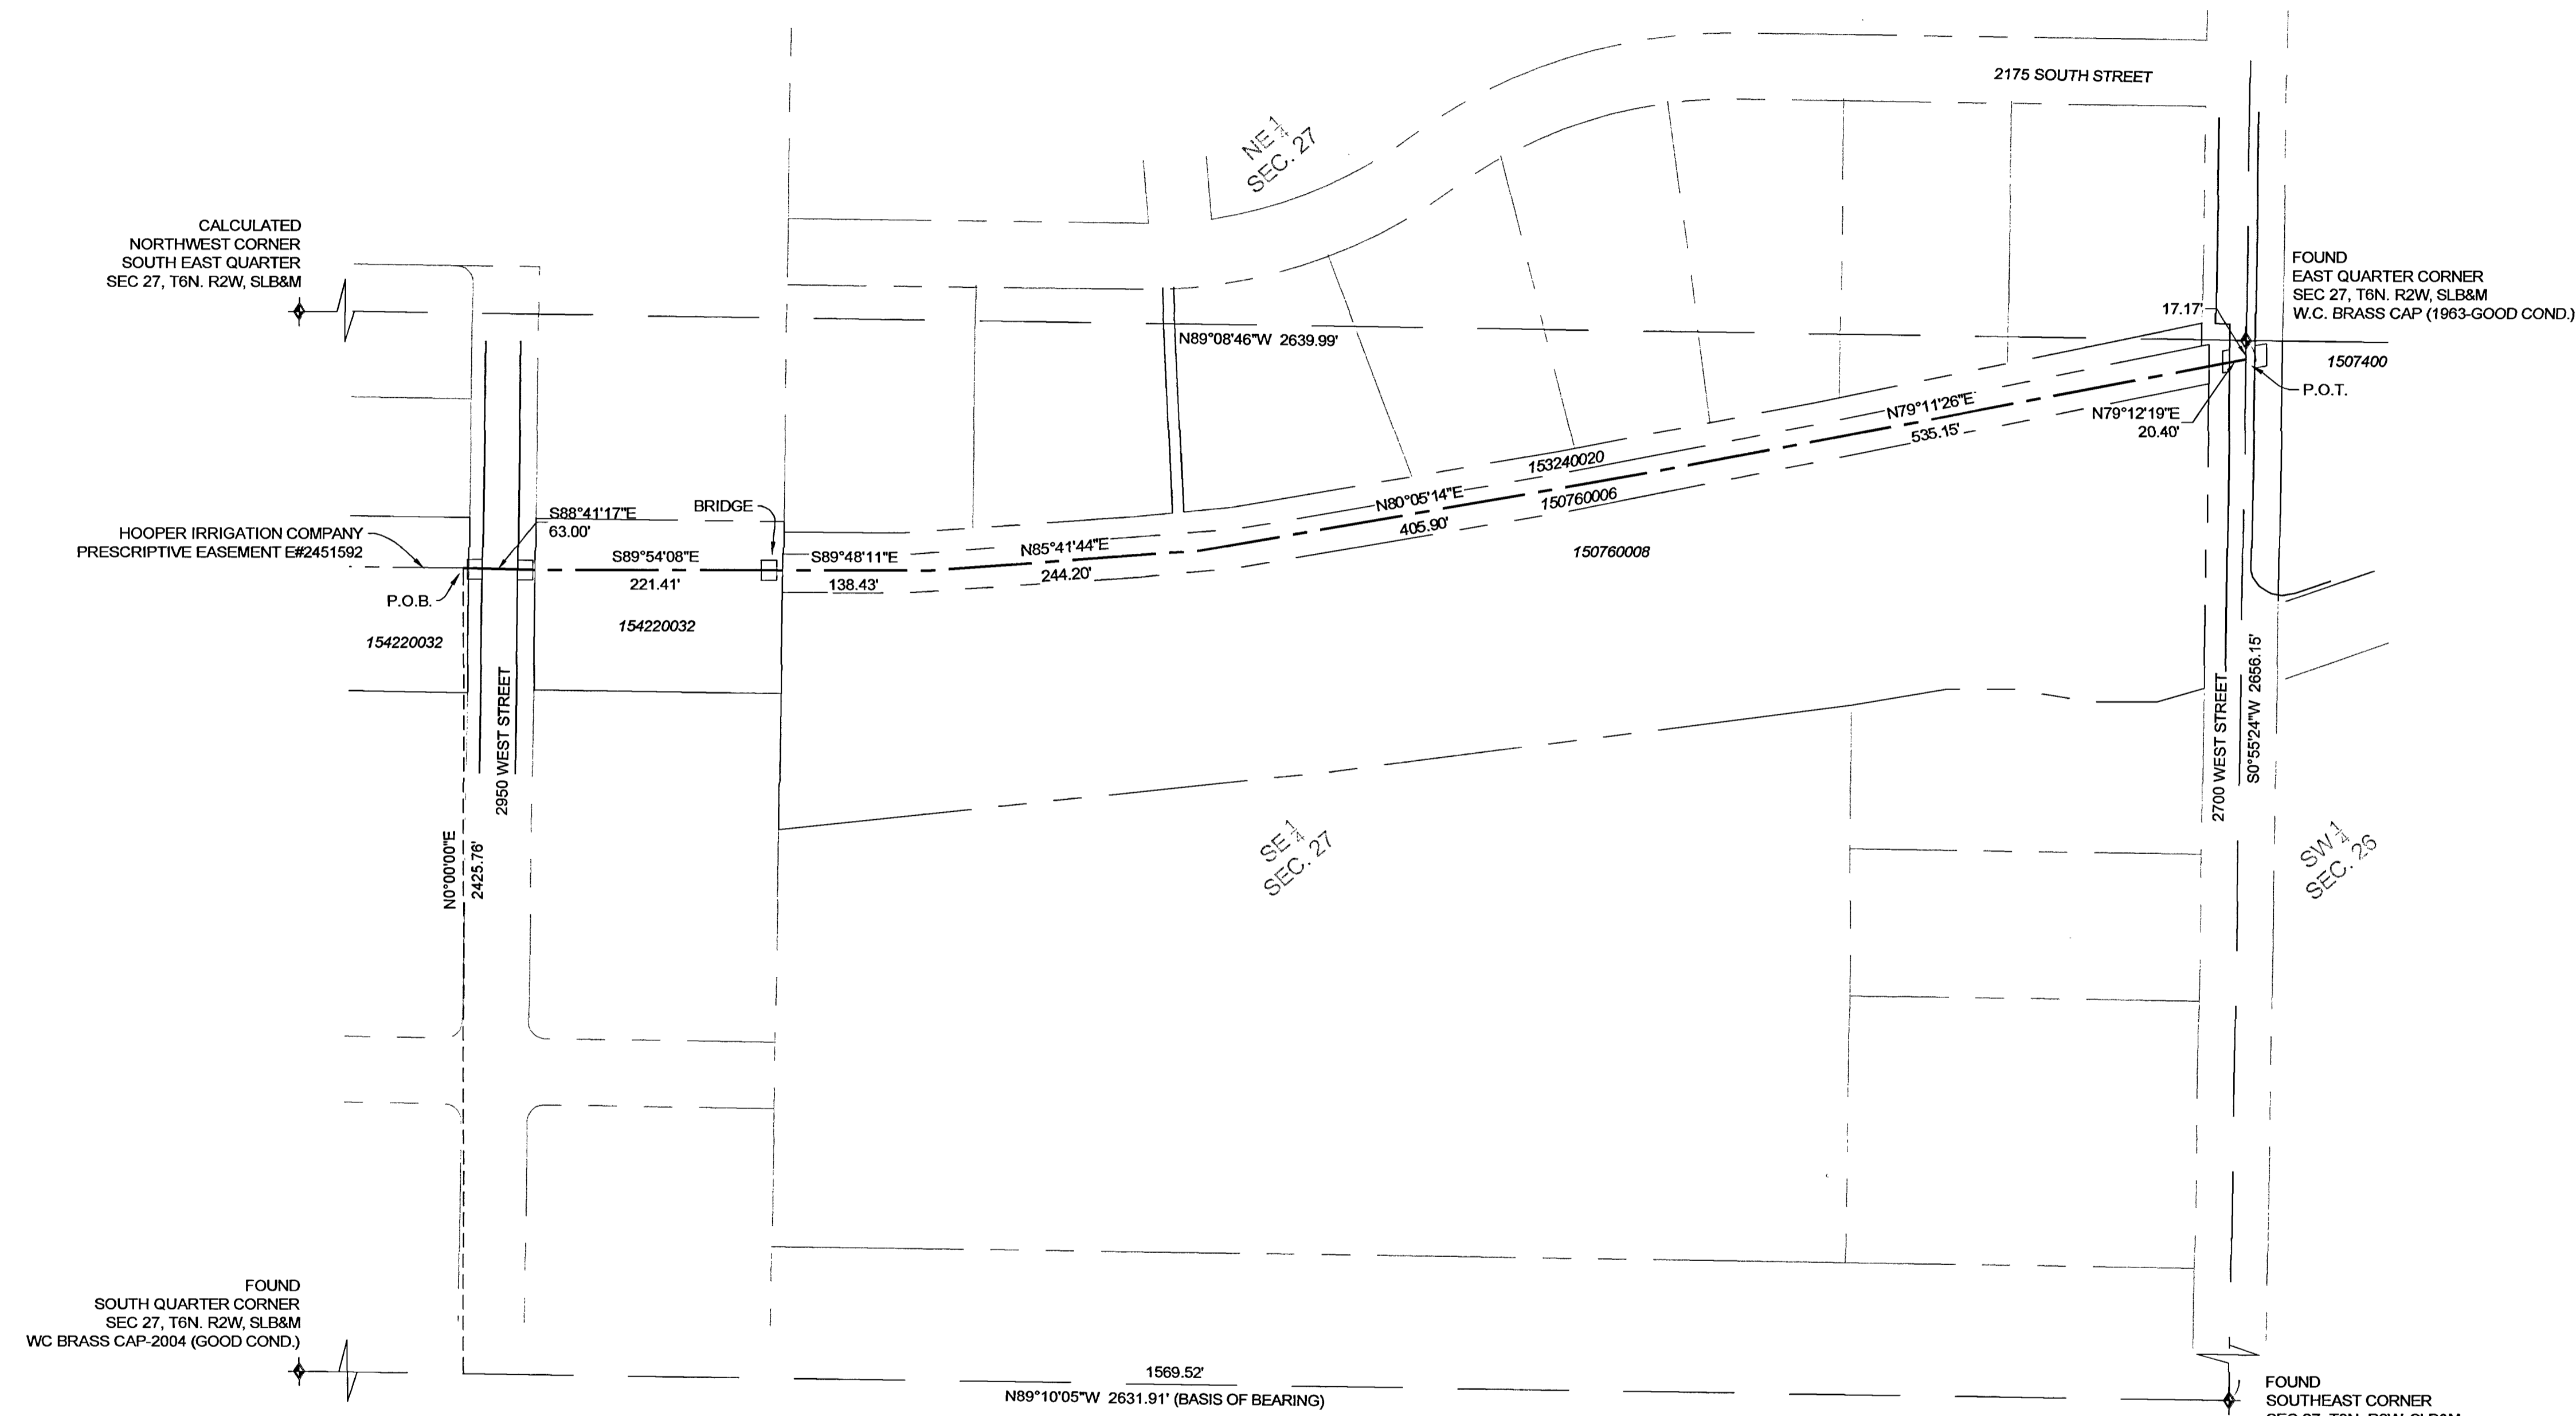 2175 SOUTH STREET
NE 1/4
SEC. 27
CALCULATED
NORTHWEST CORNER
SOUTH EAST QUARTER
SEC 27, T6N. R2W, SLB&M
FOUND
EAST QUARTER CORNER
SEC 27, T6N. R2W, SLB&M
W.C. BRASS CAP (1963-GOOD COND.)
17.17'
N89°08'46"W 2639.99'
1507400
P.O.T.
N79°12'19"E
20.40'
N79°11'26"E
535.15'
153240020
N80°05'14"E
405.90'
150760006
150760008
HOOPER IRRIGATION COMPANY
PRESCRIPTIVE EASEMENT E#2451592
S88°41'17"E
63.00'
BRIDGE
S89°54'08"E
221.41'
S89°48'11"E
138.43'
N85°41'44"E
244.20'
P.O.B.
154220032
154220032
2950 WEST STREET
N0°00'00"E
2425.76'
2700 WEST STREET
S0°55'24"W 2656.15'
SE 1/4
SEC. 27
SW 1/4
SEC. 26
FOUND
SOUTH QUARTER CORNER
SEC 27, T6N. R2W, SLB&M
WC BRASS CAP-2004 (GOOD COND.)
1569.52'
N89°10'05"W 2631.91' (BASIS OF BEARING)
FOUND
SOUTHEAST CORNER
SEC 27, T6N. R2W, SLB&M